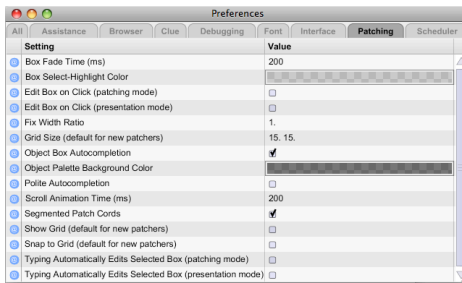 Preferences
All Assistance Browser Clue Debugging Font Interface Patching Scheduler
Setting Value
Box Fade Time (ms) 200
Box Select-Highlight Color
Edit Box on Click (patching mode)
Edit Box on Click (presentation mode)
Fix Width Ratio 1.
Grid Size (default for new patchers) 15. 15.
Object Box Autocompletion
Object Palette Background Color
Polite Autocompletion
Scroll Animation Time (ms) 200
Segmented Patch Cords
Show Grid (default for new patchers)
Snap to Grid (default for new patchers)
Typing Automatically Edits Selected Box (patching mode)
Typing Automatically Edits Selected Box (presentation mode)